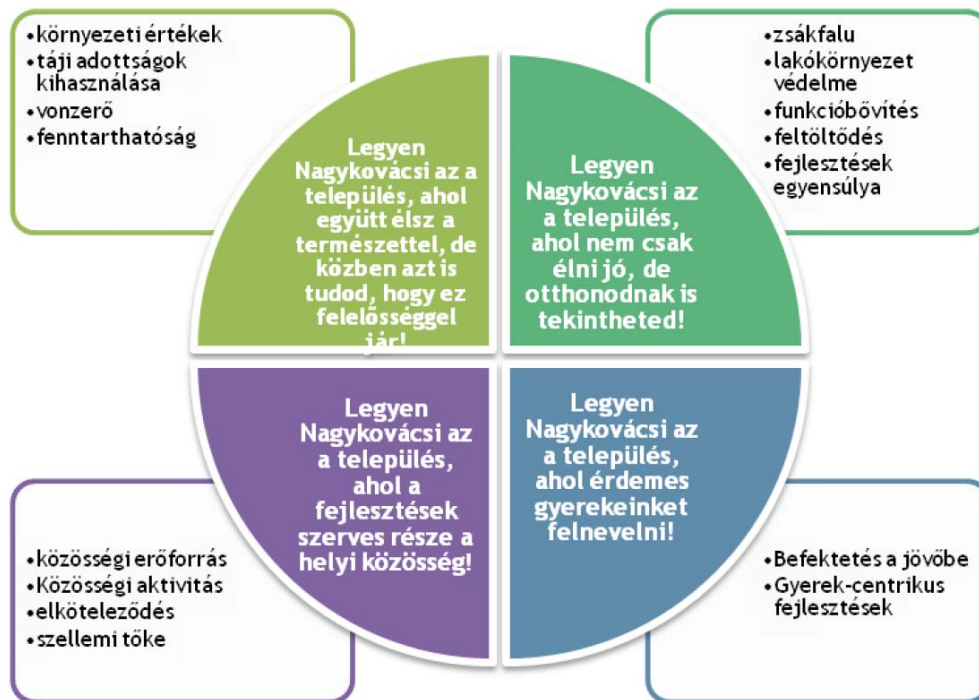 •környezeti értékek
•táji adottságok
kihasználása
•vonzerő
•fenntarthatóság
Legyen
Nagykovácsi az a
település, ahol
együtt élsz a
természettel, de
közben azt is
tudod, hogy ez
felelősséggel
jár!
Legyen
Nagykovácsi az
a település,
ahol nem csak
élni jó, de
otthonodnak is
tekintheted!
•zsákfalu
•lakókörnyezet
védelme
•funkcióbővítés
•feltöltődés
•fejlesztések
egyensúlya
•közösségi erőforrás
•Közösségi aktivitás
•elköteleződés
•szellemi tőke
Legyen
Nagykovácsi az
a település,
ahol a
fejlesztések
szerves része a
helyi közösség!
Legyen
Nagykovácsi az
a település,
ahol érdemes
gyerekeinket
felnevelni!
•Befektetés a jövőbe
•Gyerek-centrikus
fejlesztések